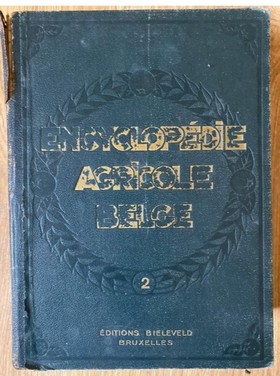 ENCYCLOPÉDIE
AGRICOLE
BELGE
2
ÉDITIONS BIELEVELD
BRUXELLES